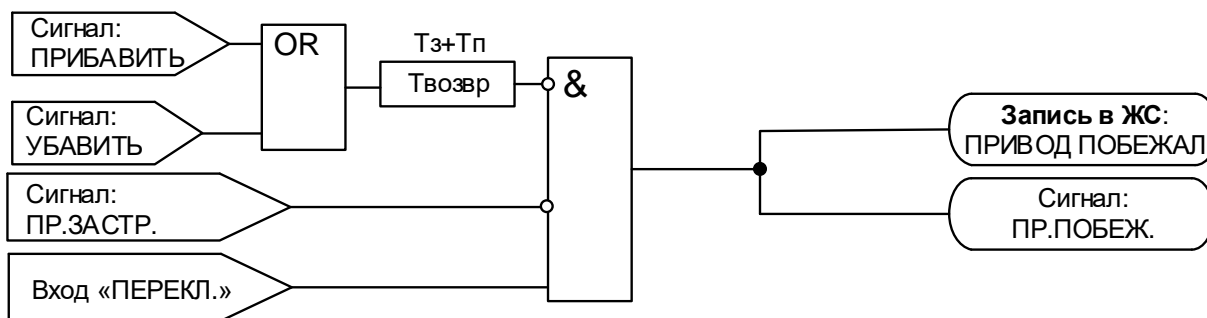 Сигнал:
ПРИБАВИТЬ
OR
Тз+Тп
Твозвр
&
Сигнал:
УБАВИТЬ
Сигнал:
ПР.ЗАСТР.
Вход «ПЕРЕКЛ.»
Запись в ЖС:
ПРИВОД ПОБЕЖАЛ
Сигнал:
ПР.ПОБЕЖ.